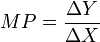 MP = ΔY / ΔX